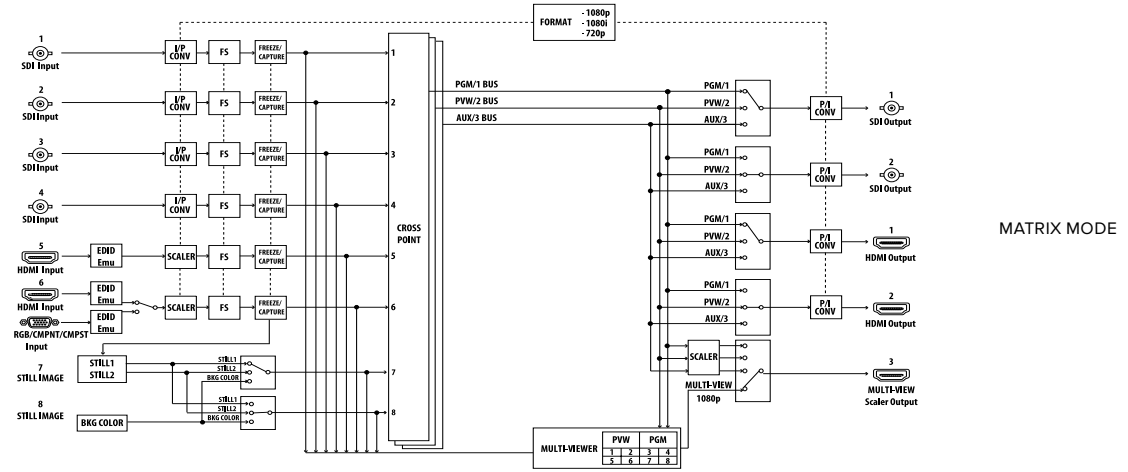 FORMAT
- 1080p
- 1080i
- 720p
1
SDI Input
I/P CONV
FS
FREEZE/ CAPTURE
1
2
SDI Input
I/P CONV
FS
FREEZE/ CAPTURE
2
3
SDI Input
I/P CONV
FS
FREEZE/ CAPTURE
3
4
SDI Input
I/P CONV
FS
FREEZE/ CAPTURE
4
5
HDMI Input
EDID Emu
SCALER
FS
FREEZE/ CAPTURE
5
6
HDMI Input
EDID Emu
EDID Emu
SCALER
FS
FREEZE/ CAPTURE
6
RGB/CMPNT/CMPST Input
7
STILL IMAGE
STILL1
STILL2
STILL1
STILL2
BKG COLOR
7
8
STILL IMAGE
BKG COLOR
STILL1
STILL2
BKG COLOR
8
CROSS POINT
PGM/1 BUS
PVW/2 BUS
AUX/3 BUS
PGM/1
PVW/2
AUX/3
P/I CONV
1
SDI Output
PGM/1
PVW/2
AUX/3
P/I CONV
2
SDI Output
PGM/1
PVW/2
AUX/3
P/I CONV
1
HDMI Output
PGM/1
PVW/2
AUX/3
P/I CONV
2
HDMI Output
SCALER
MULTI-VIEW
1080p
3
MULTI-VIEW
Scaler Output
MULTI-VIEWER
PVW PGM
1 2 3 4
5 6 7 8
MATRIX MODE